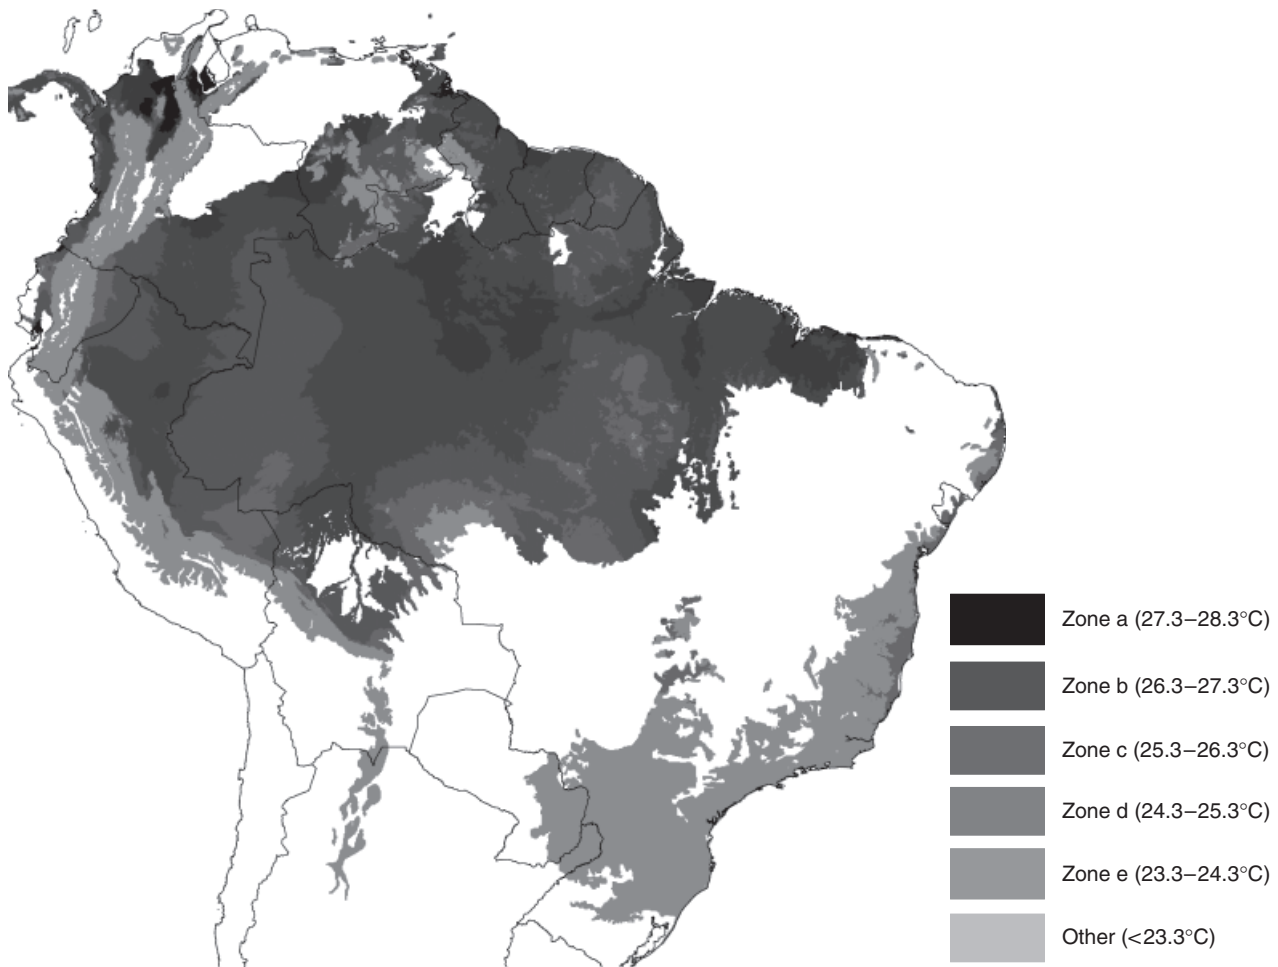 Zone a (27.3–28.3°C)
Zone b (26.3–27.3°C)
Zone c (25.3–26.3°C)
Zone d (24.3–25.3°C)
Zone e (23.3–24.3°C)
Other (<23.3°C)